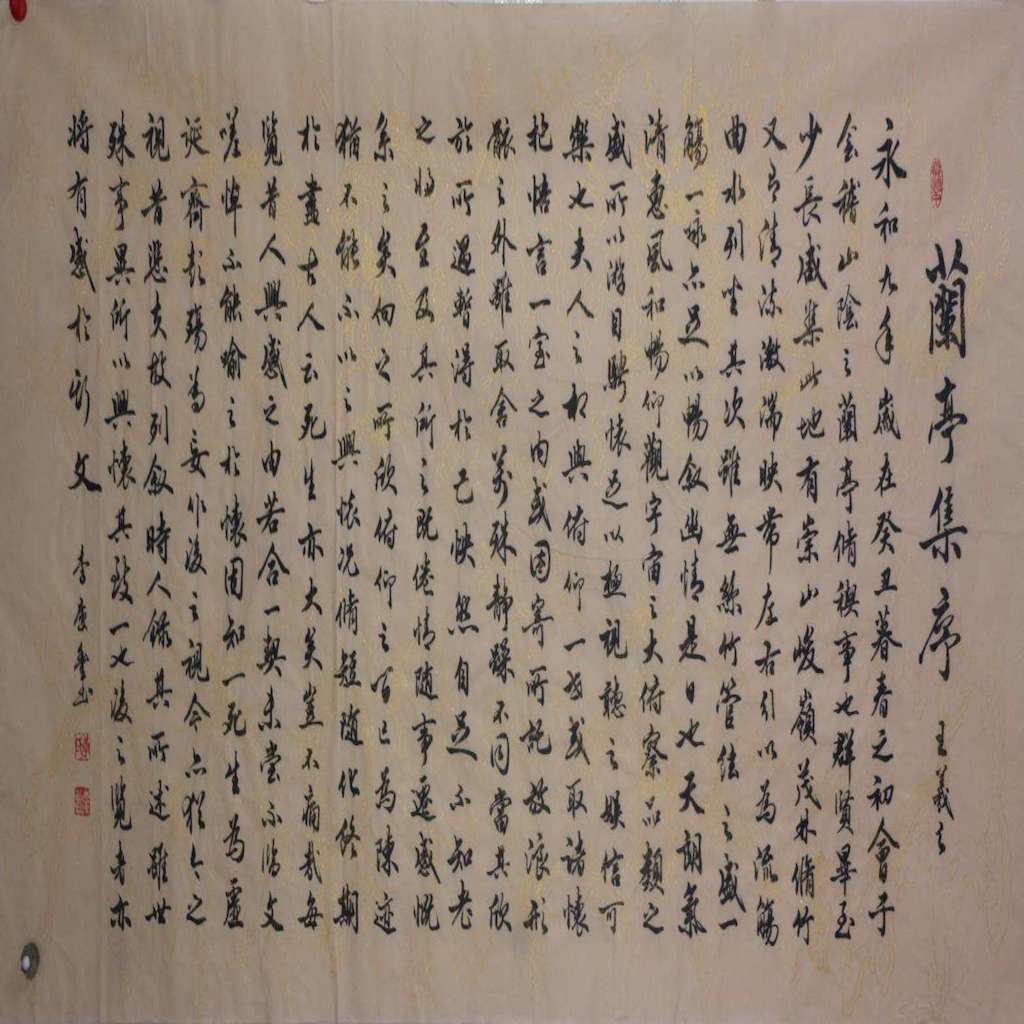 蘭亭集序 王羲之
永和九年歲在癸丑暮春之初會于
會稽山陰之蘭亭脩禊事也群賢畢至
少長咸集此地有崇山峻嶺茂林脩竹
又有清流激湍映帶左右引以為流觴
曲水列坐其次雖無絲竹管弦之盛一
觴一詠亦足以暢敘幽情是日也天朗氣
清惠風和暢仰觀宇宙之大俯察品類之
盛所以游目騁懷足以極視聽之娛信可
樂也夫人之相與俯仰一世或取諸懷
抱悟言一室之內或因寄所託放浪形
骸之外雖取舍萬殊靜躁不同當其欣
於所遇暫得於己怏然自足不知老
之將至及其所之既倦情隨事遷感慨
系之矣向之所欣俯仰之間已為陳迹
猶不能不以之興懷況脩短隨化終期
於盡古人云死生亦大矣豈不痛哉每
覽昔人興感之由若合一契未嘗不臨文
嗟悼不能喻之於懷固知一死生為虛
誕齊彭殤為妄作後之視今亦猶今之
視昔悲夫故列敘時人錄其所述雖世
殊事異所以興懷其致一也後之覽者亦
將有感於斯文